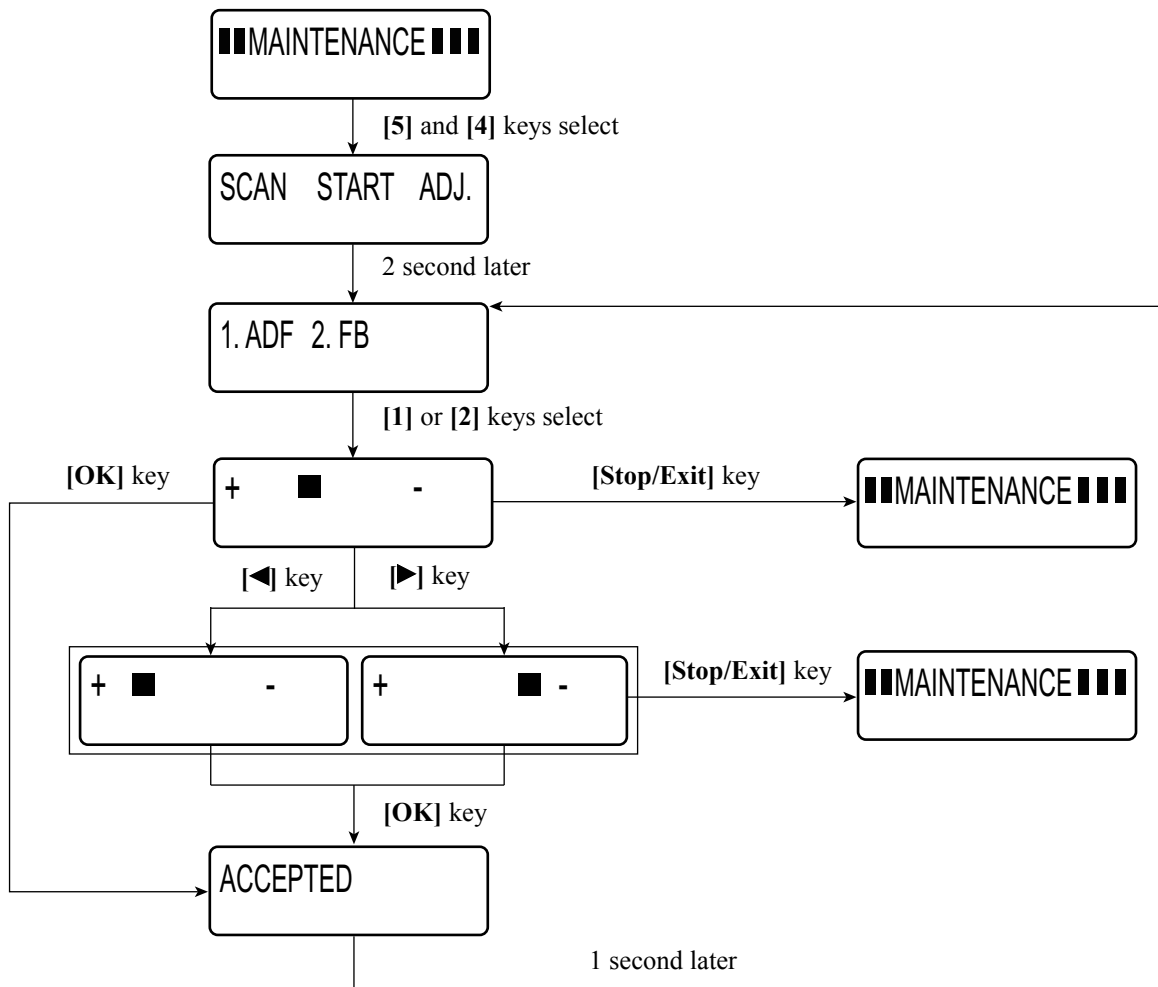 ■■MAINTENANCE■■■
[5] and [4] keys select
SCAN START ADJ.
2 second later
1. ADF 2. FB
[1] or [2] keys select
[OK] key
+ ■ -
[Stop/Exit] key
■■MAINTENANCE■■■
[◀] key
[▶] key
+ ■ -
+ ■ -
[Stop/Exit] key
■■MAINTENANCE■■■
[OK] key
ACCEPTED
1 second later